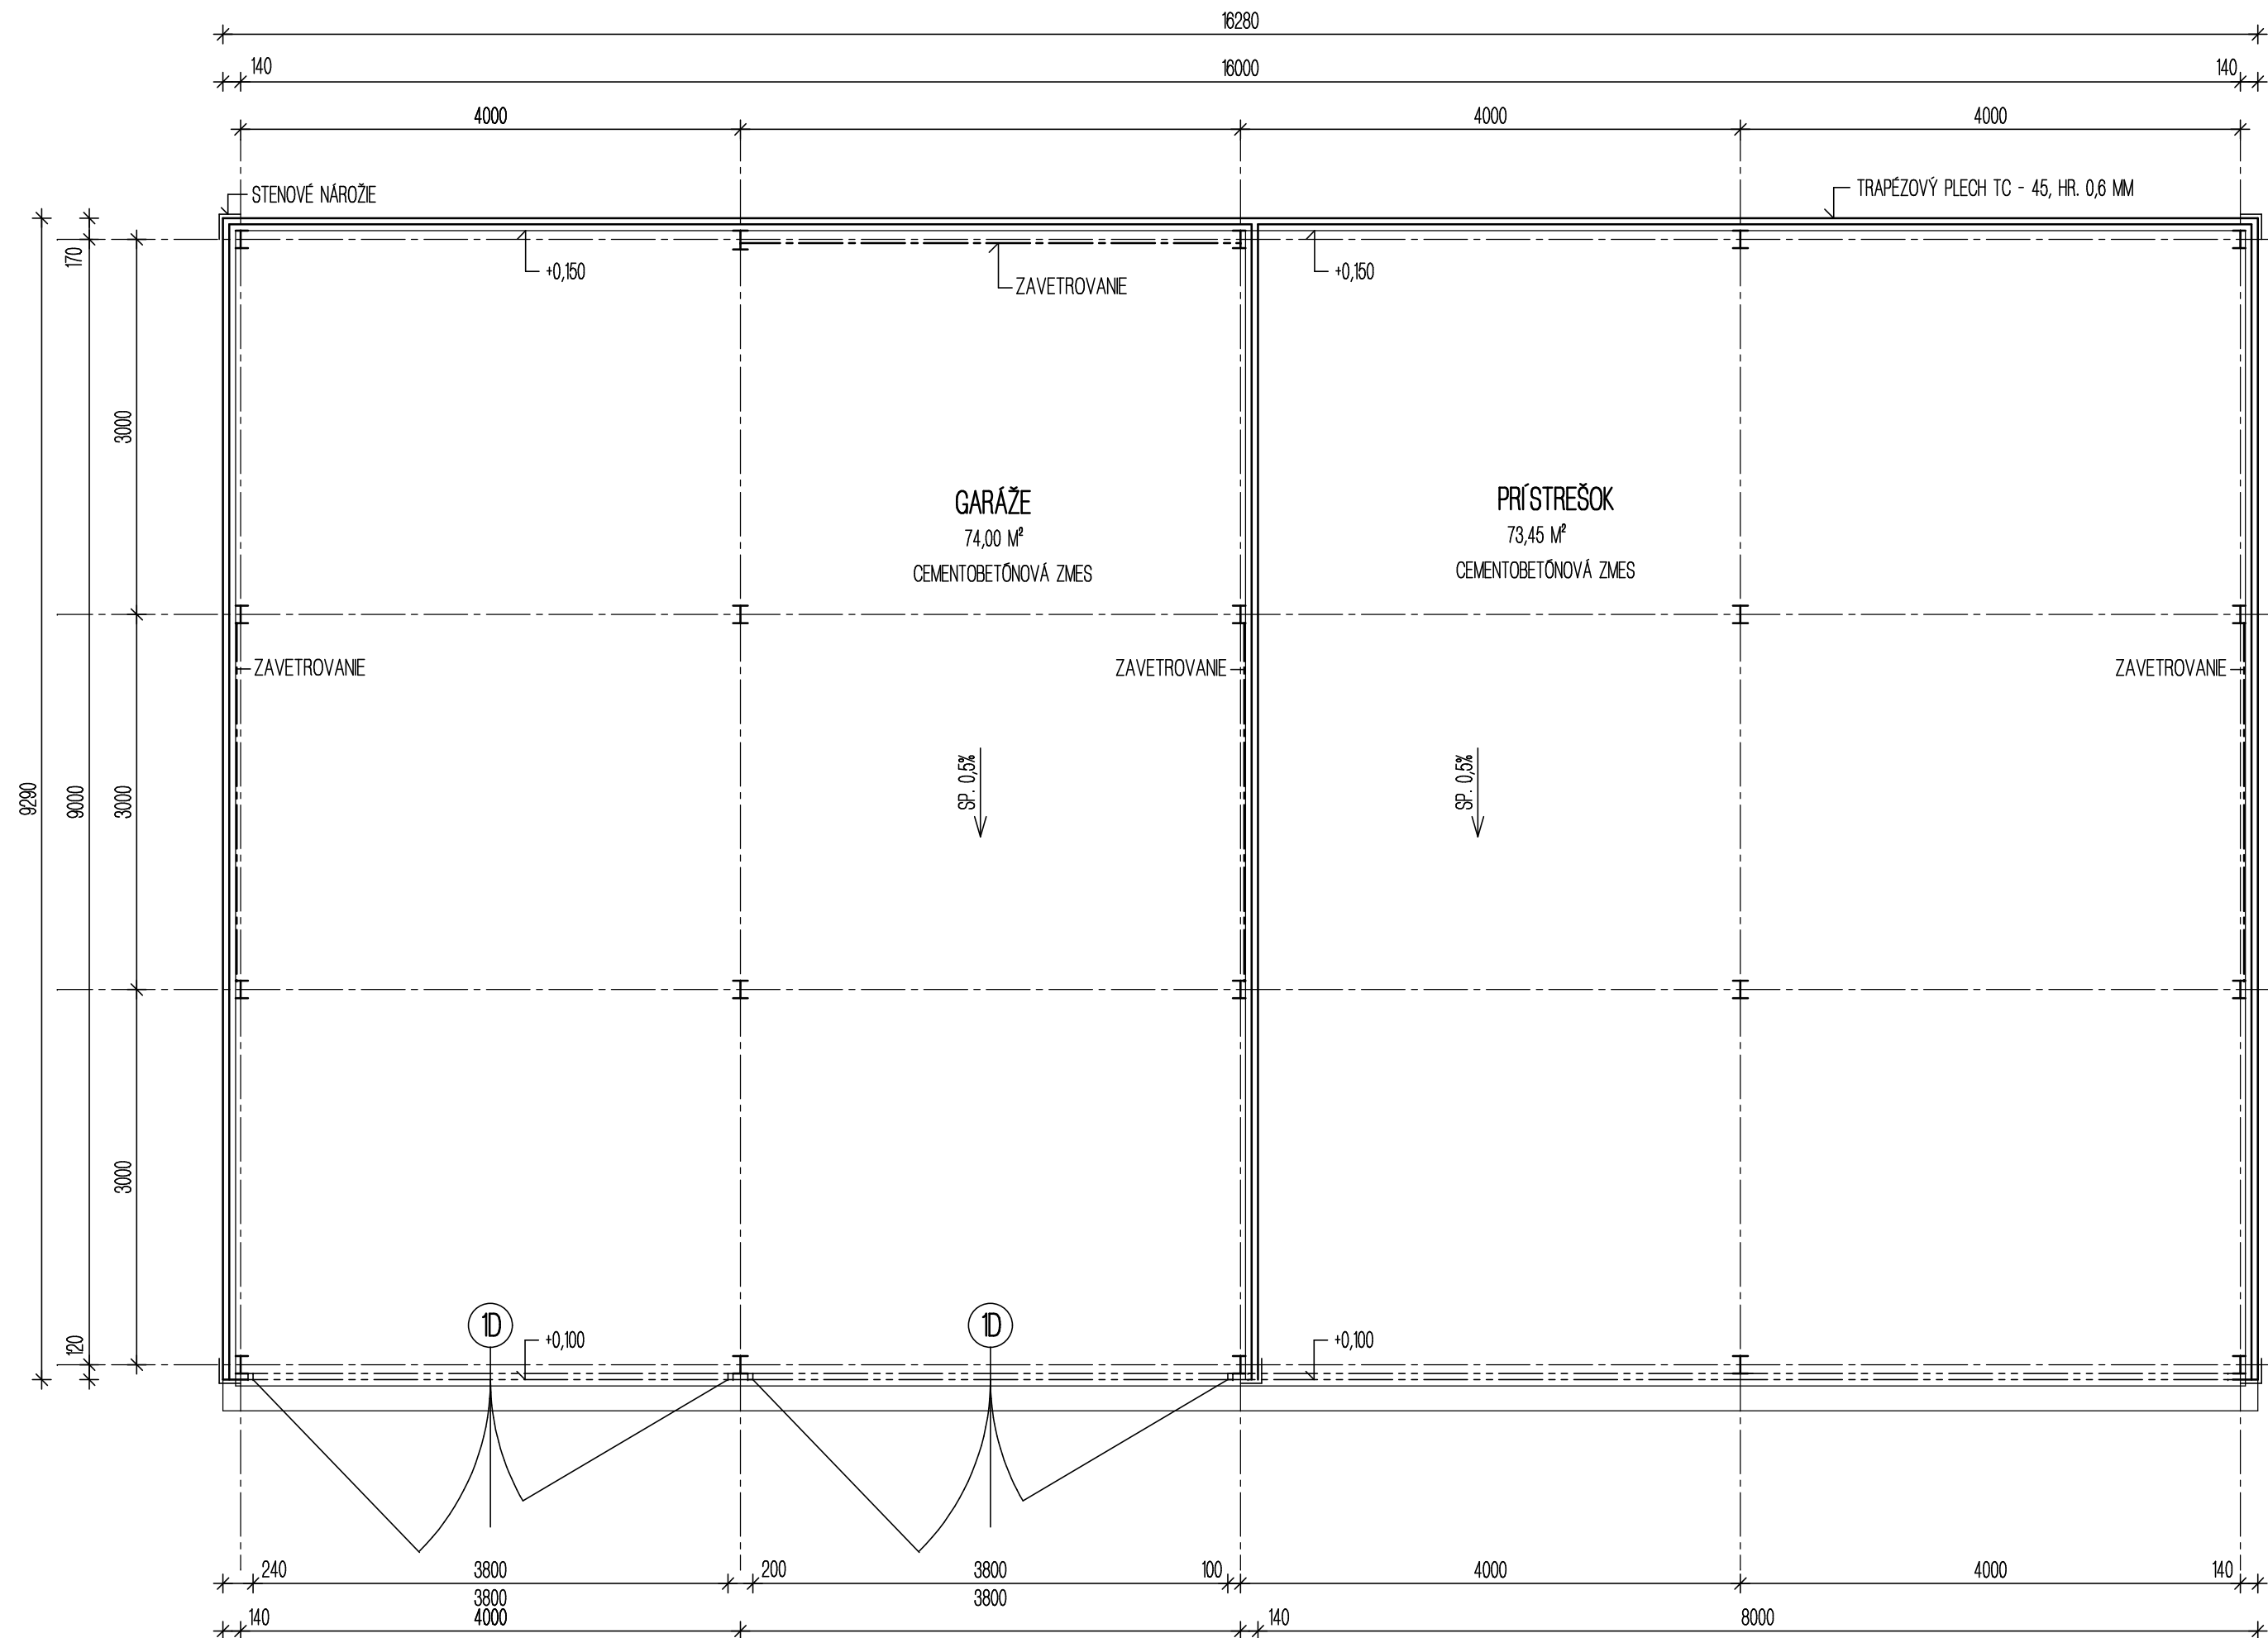 16280
140
16000
140
4000
4000
4000
STENOVÉ NÁROŽIE
TRAPÉZOVÝ PLECH TC - 45, HR. 0,6 MM
170
+0,150
ZAVETROVANIE
+0,150
3000
GARÁŽE
74,00 M²
CEMENTOBETÓNOVÁ ZMES
PRÍSTREŠOK
73,45 M²
CEMENTOBETÓNOVÁ ZMES
ZAVETROVANIE
ZAVETROVANIE
ZAVETROVANIE
9290
9000
3000
SP. 0,5%
SP. 0,5%
3000
120
1D
+0,100
1D
+0,100
240
3800
200
3800
100
4000
4000
140
3800
3800
140
4000
140
8000